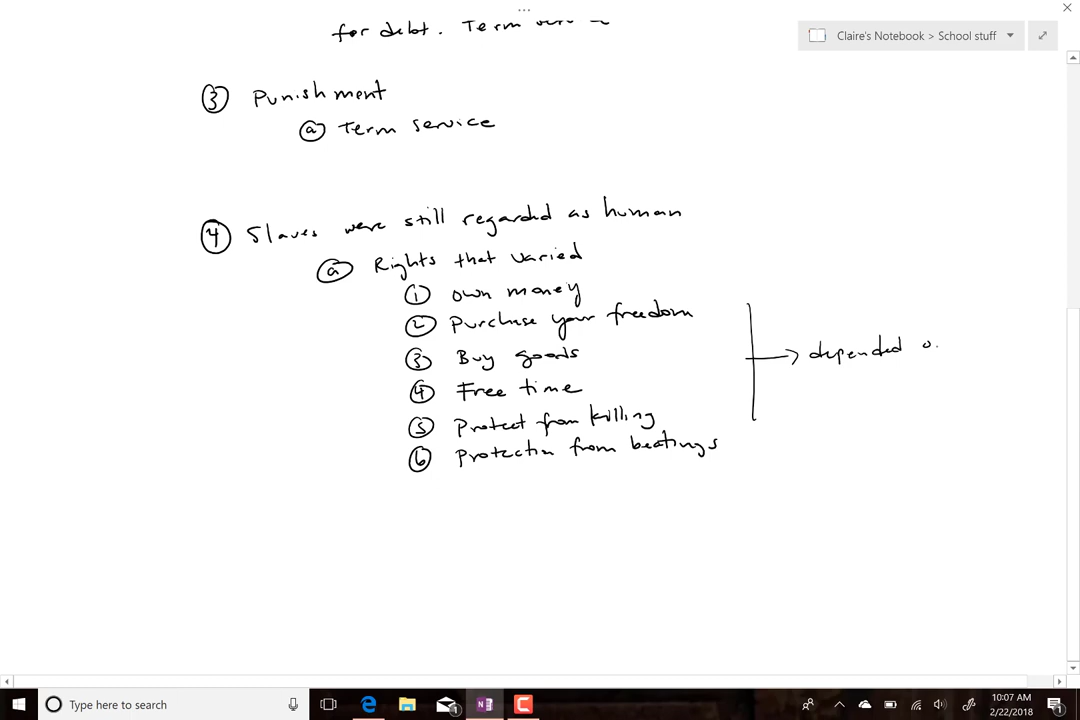 for debt. Term
Claire's Notebook > School stuff
③ Punishment
ⓐ Term service
④ Slaves were still regarded as human
ⓐ Rights that varied
① own money
② Purchase your freedom
③ Buy goods
④ Free time
⑤ Protect from killing
⑥ Protectin from beatings
depended o
Type here to search
10:07 AM
2/22/2018